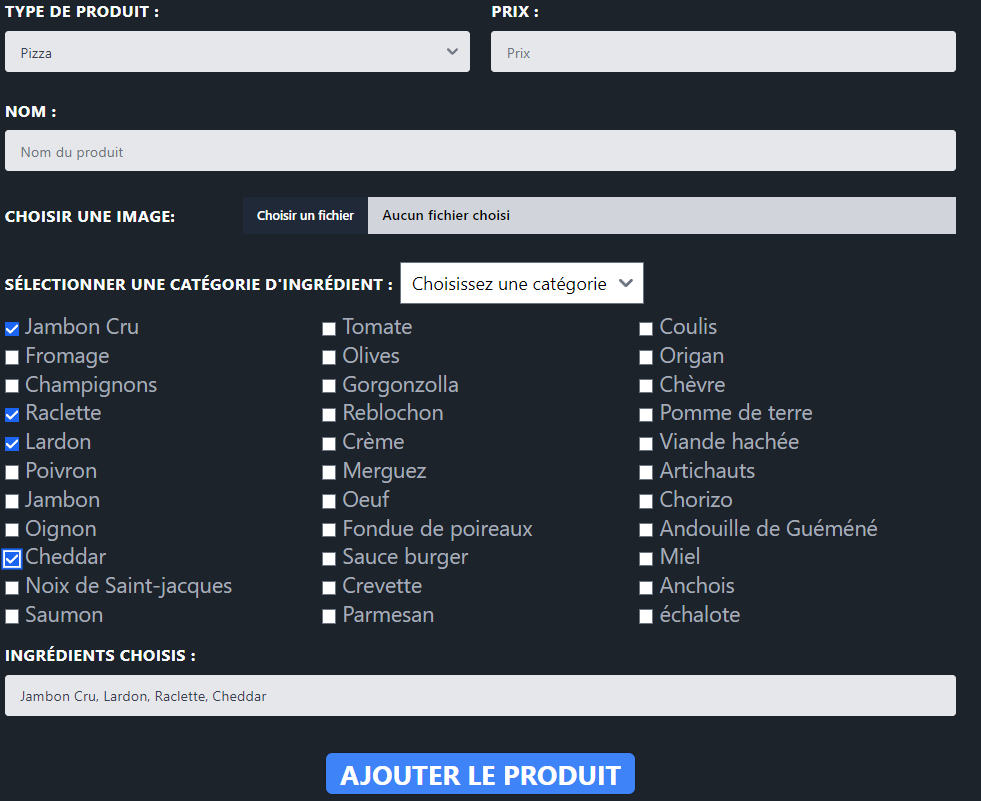 TYPE DE PRODUIT : PRIX :
Pizza Prix
NOM :
Nom du produit
CHOISIR UNE IMAGE: Choisir un fichier Aucun fichier choisi
SÉLECTIONNER UNE CATÉGORIE D'INGRÉDIENT : Choisissez une catégorie
Jambon Cru Tomate Coulis
Fromage Olives Origan
Champignons Gorgonzolla Chèvre
Raclette Reblochon Pomme de terre
Lardon Crème Viande hachée
Poivron Merguez Artichauts
Jambon Oeuf Chorizo
Oignon Fondue de poireaux Andouille de Guéméné
Cheddar Sauce burger Miel
Noix de Saint-jacques Crevette Anchois
Saumon Parmesan échalote
INGRÉDIENTS CHOISIS :
Jambon Cru, Lardon, Raclette, Cheddar
AJOUTER LE PRODUIT